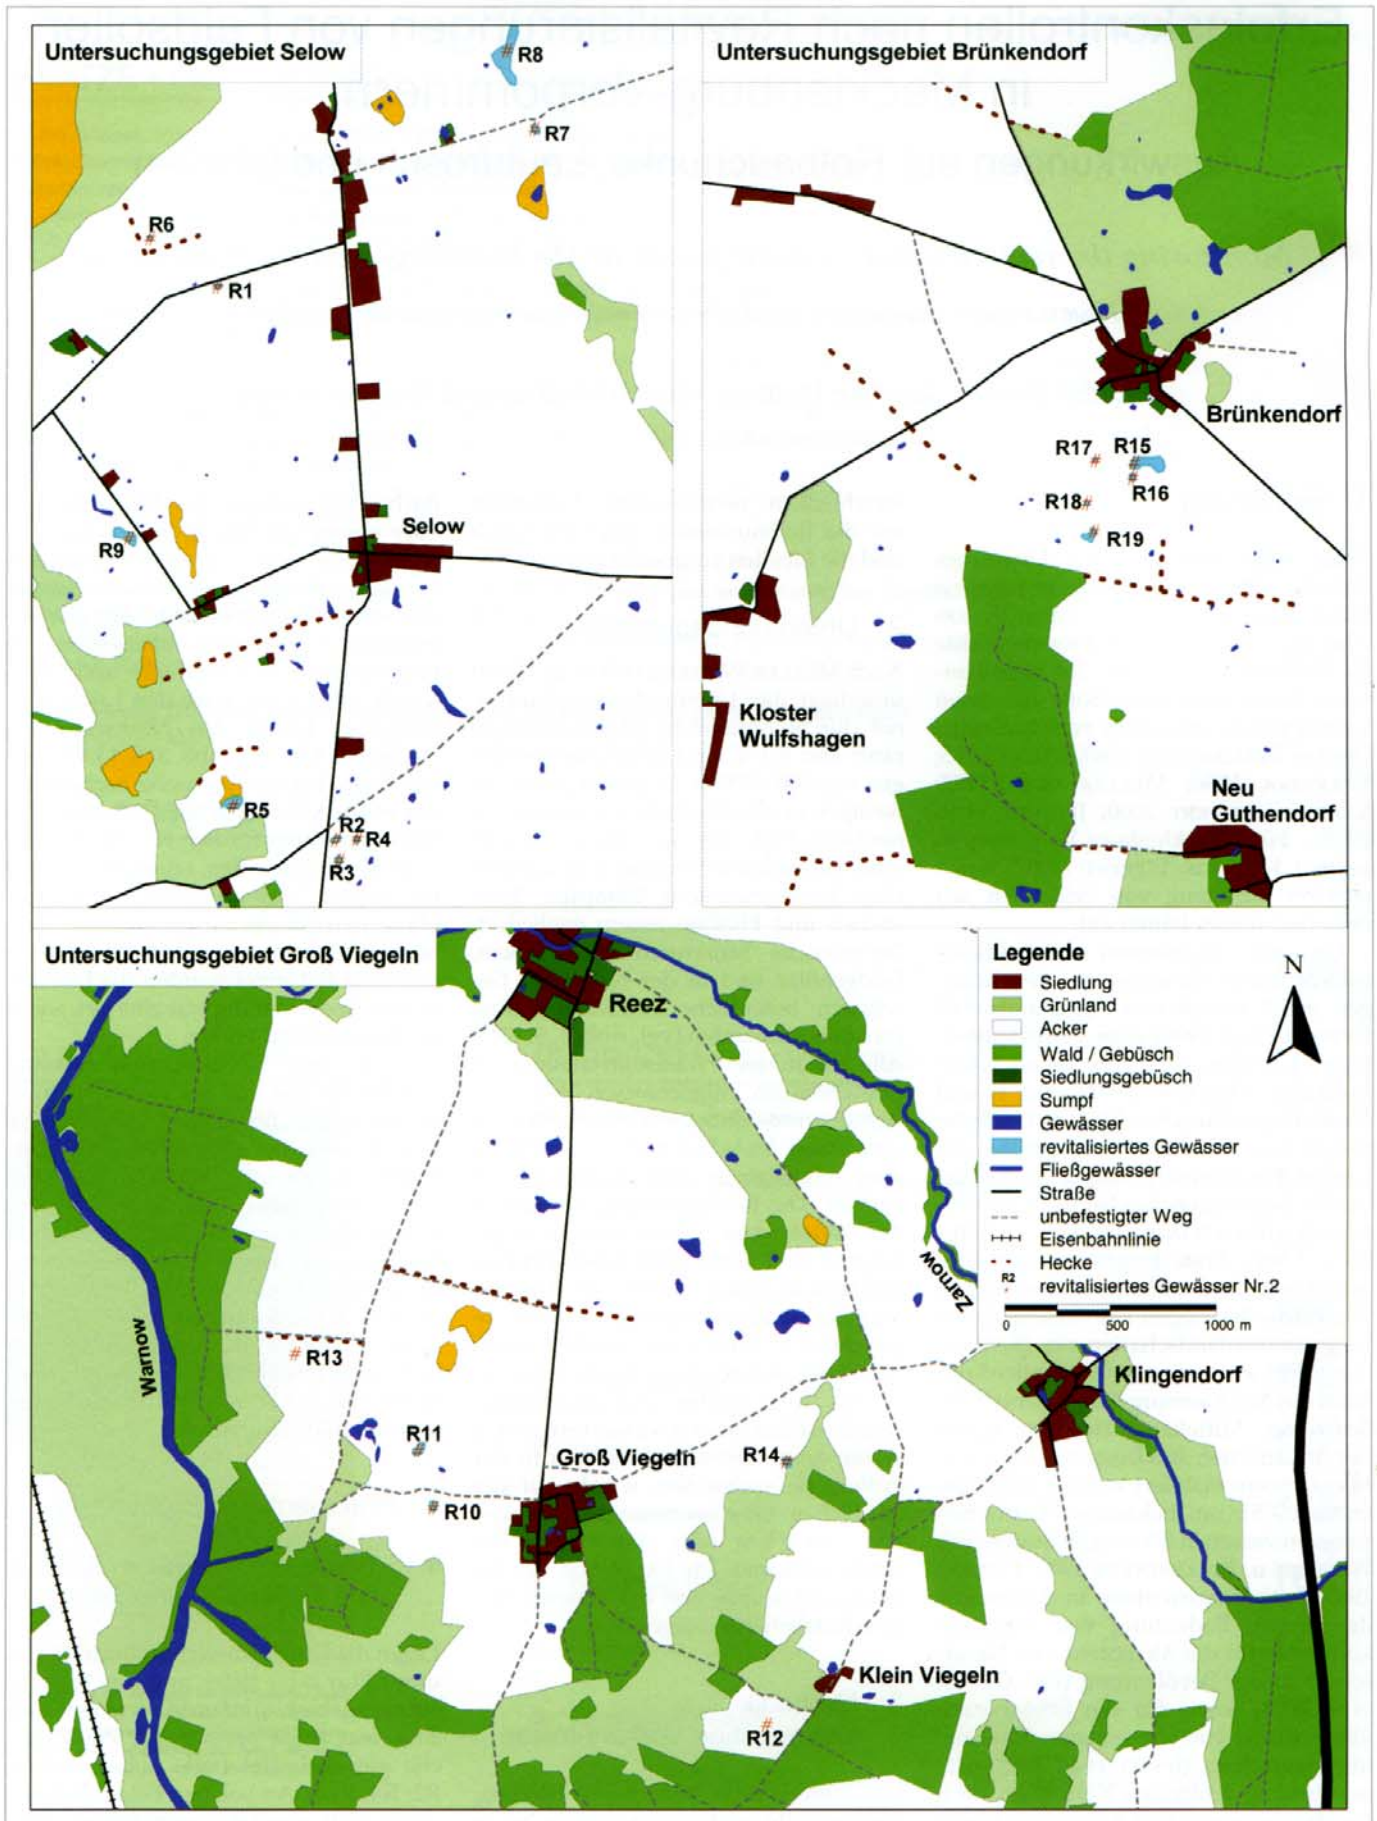 Untersuchungsgebiet Selow
R8
R7
R6
R1
Selow
R9
R5
R2
R4
R3
Untersuchungsgebiet Brünkendorf
Brünkendorf
R17
R15
R16
R18
R19
Kloster
Wulfshagen
Neu
Guthendorf
Untersuchungsgebiet Groß Viegeln
Reez
Warnow
Zarnow
R13
R11
R10
Groß Viegeln
R14
Klingendorf
Klein Viegeln
R12
Legende
Siedlung
Grünland
Acker
Wald / Gebüsch
Siedlungsgebüsch
Sumpf
Gewässer
revitalisiertes Gewässer
Fließgewässer
Straße
unbefestigter Weg
Eisenbahnlinie
Hecke
R2 revitalisiertes Gewässer Nr.2
0 500 1000 m
N